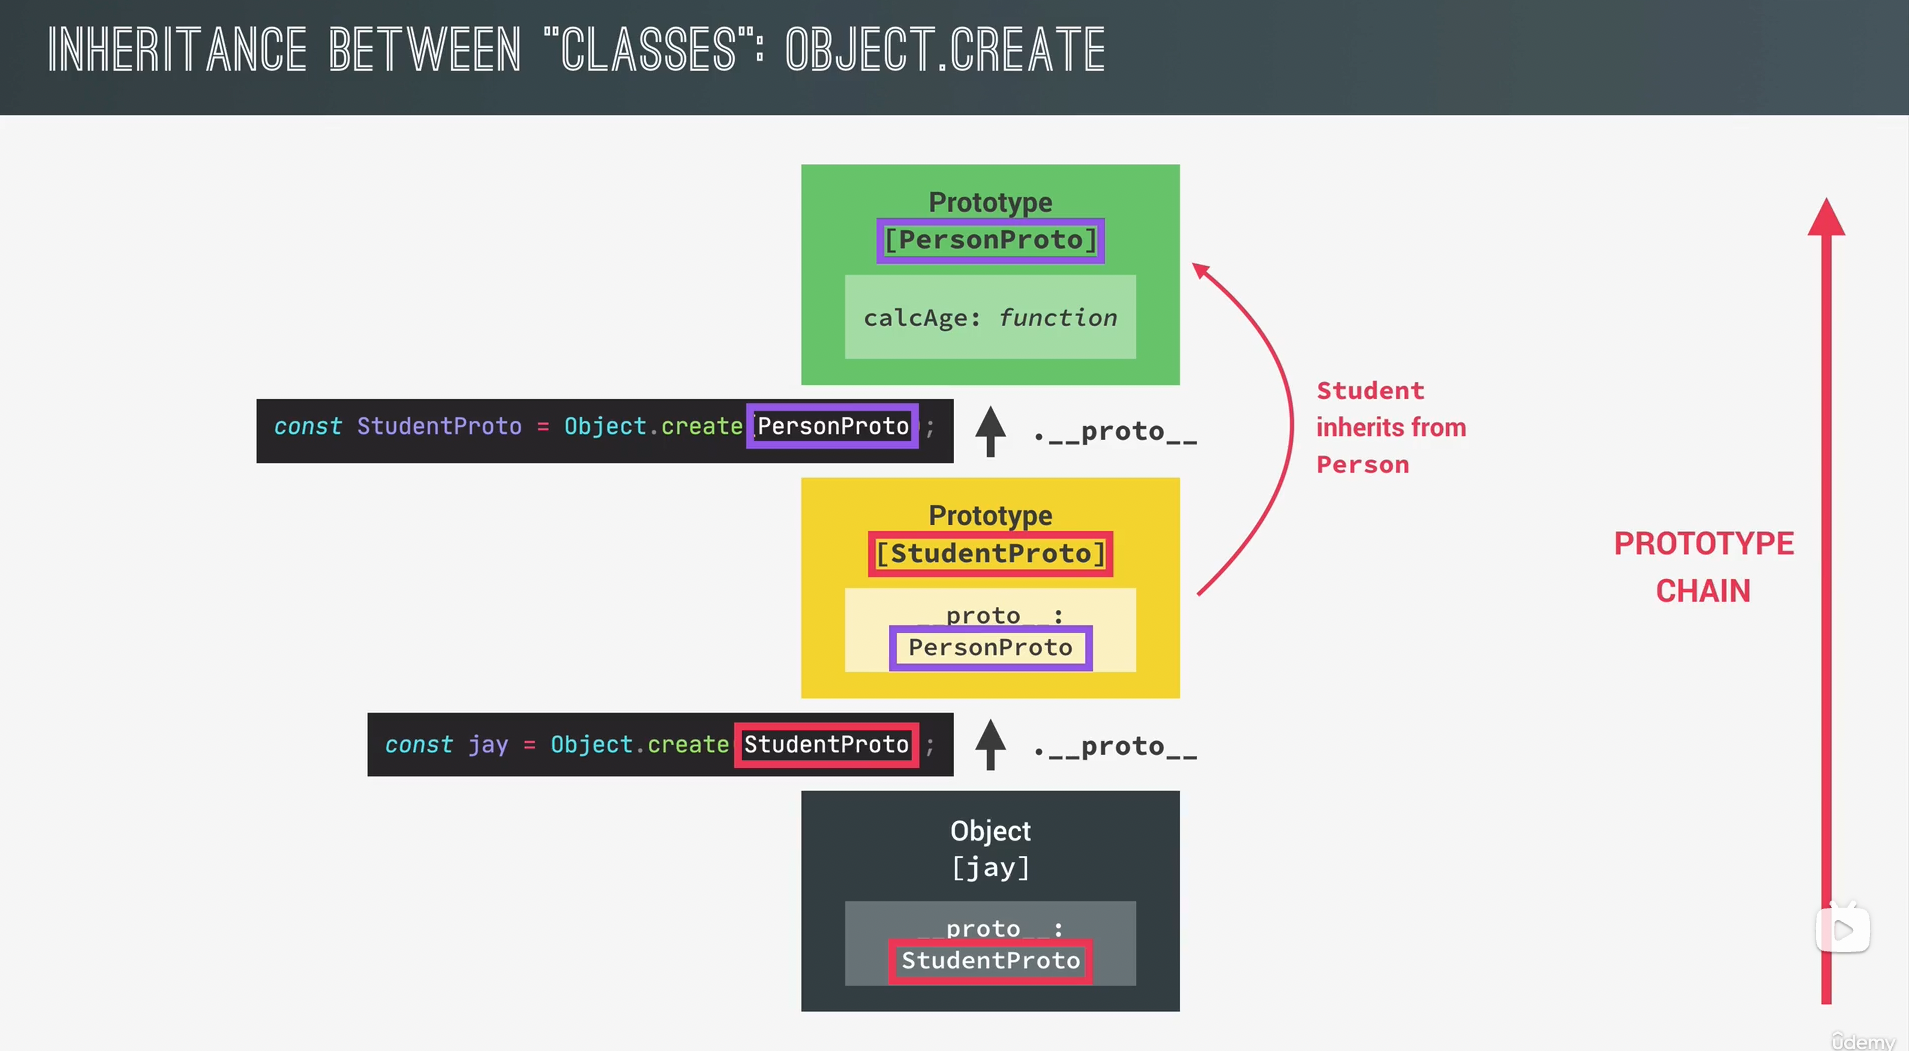 INHERITANCE BETWEEN "CLASSES": OBJECT.CREATE
Prototype
[PersonProto]
calcAge: function
const StudentProto = Object.create(PersonProto);
.__proto__
Student
inherits from
Person
Prototype
[StudentProto]
__proto__:
PersonProto
PROTOTYPE
CHAIN
const jay = Object.create(StudentProto);
.__proto__
Object
[jay]
__proto__:
StudentProto
ûdemy